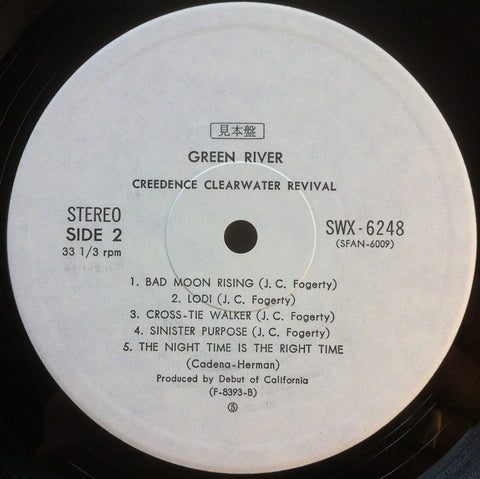 見本盤
GREEN RIVER
CREEDENCE CLEARWATER REVIVAL
STEREO
SIDE 2
33 1/3 rpm
SWX-6248
(SFAN-6009)
1. BAD MOON RISING (J. C. Fogerty)
2. LODI (J. C. Fogerty)
3. CROSS-TIE WALKER (J. C. Fogerty)
4. SINISTER PURPOSE (J. C. Fogerty)
5. THE NIGHT TIME IS THE RIGHT TIME
(Cadena-Herman)
Produced by Debut of California
(F-8393-B)
Ⓢ